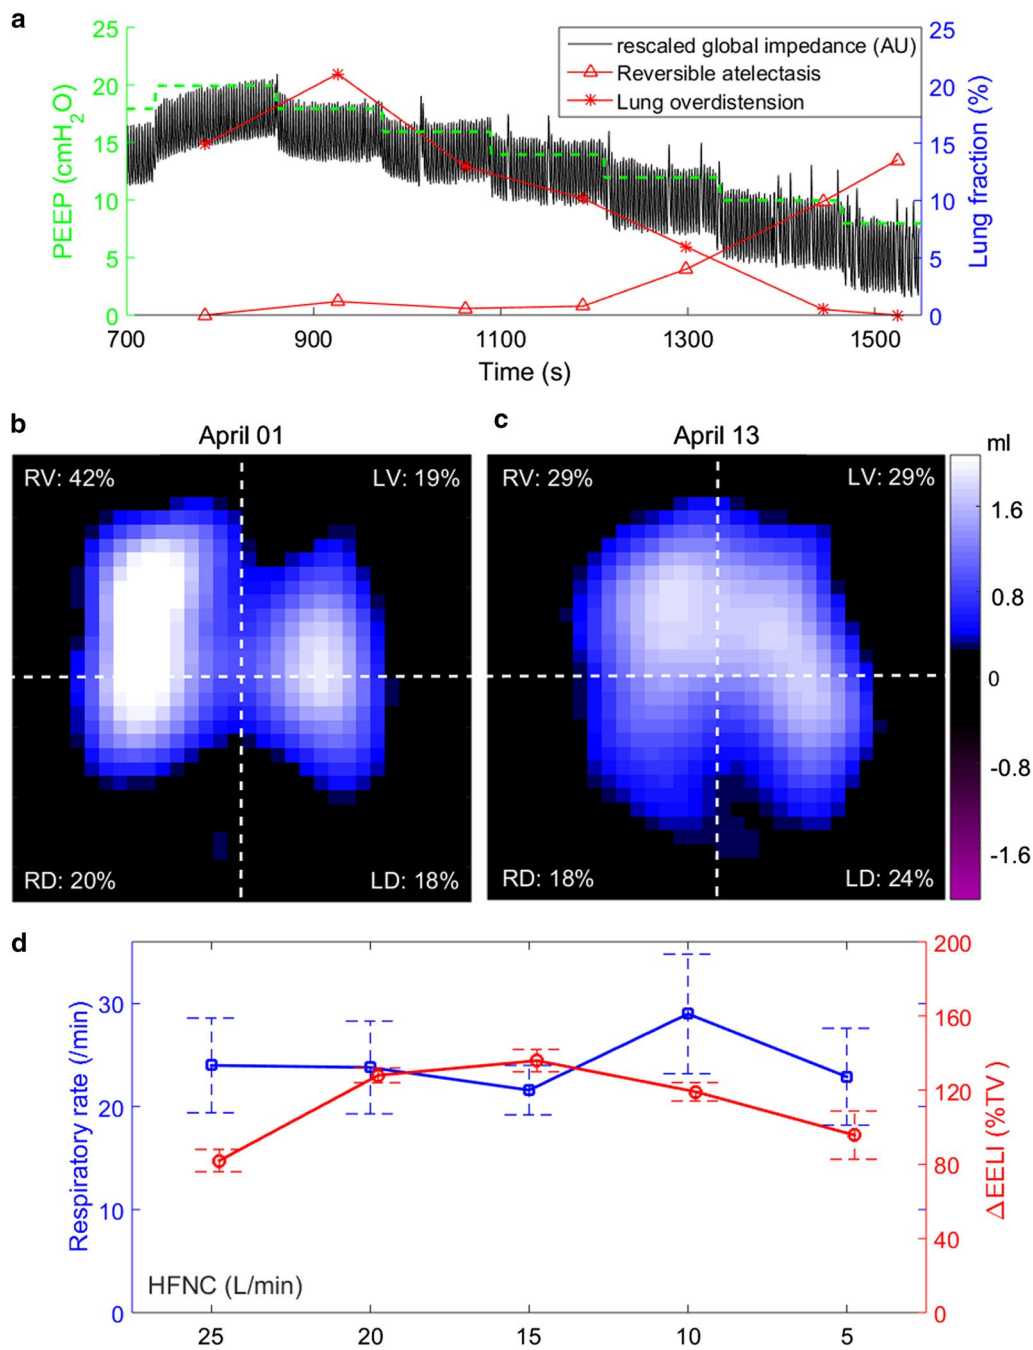 a
25
20
15
10
5
0
PEEP (cmH2O)
rescaled global impedance (AU)
Reversible atelectasis
Lung overdistension
25
20
15
10
5
0
Lung fraction (%)
700
900
1100
1300
1500
Time (s)
b
April 01
RV: 42%
LV: 19%
RD: 20%
LD: 18%
c
April 13
RV: 29%
LV: 29%
RD: 18%
LD: 24%
ml
1.6
0.8
0
-0.8
-1.6
d
30
20
10
0
Respiratory rate (/min)
200
160
120
80
40
0
ΔEELI (%TV)
HFNC (L/min)
25
20
15
10
5